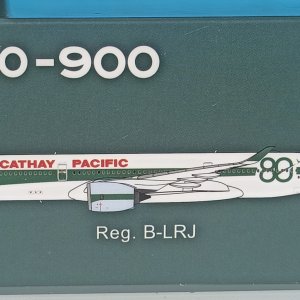 0-900
CATHAY PACIFIC
80
Reg. B-LRJ